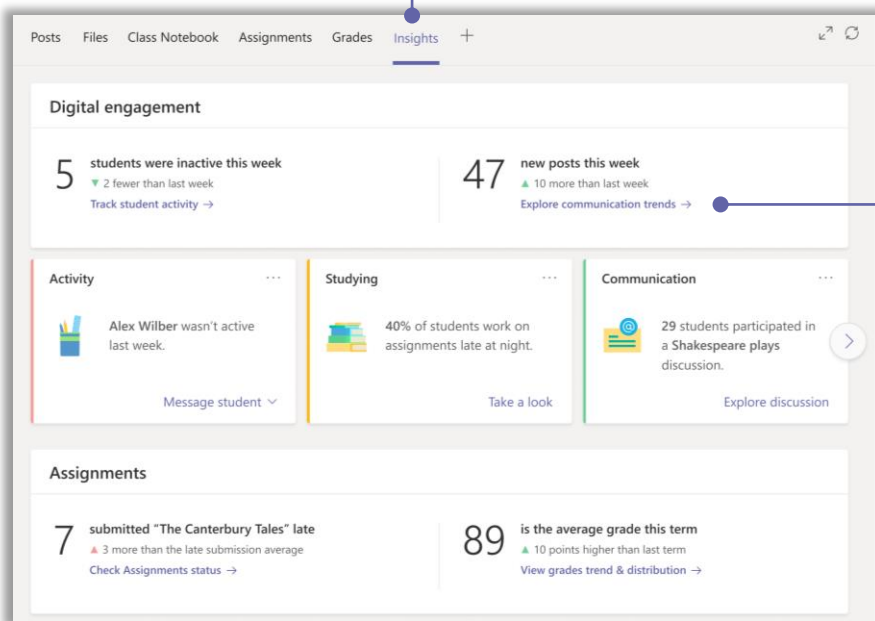 Posts Files Class Notebook Assignments Grades Insights +
Digital engagement
5 students were inactive this week
▼ 2 fewer than last week
Track student activity →
47 new posts this week
▲ 10 more than last week
Explore communication trends →
Activity ...
Alex Wilber wasn't active
last week.
Message student
Studying ...
40% of students work on
assignments late at night.
Take a look
Communication ...
29 students participated in
a Shakespeare plays
discussion.
Explore discussion
Assignments
7 submitted "The Canterbury Tales" late
▲ 3 more than the late submission average
Check Assignments status →
89 is the average grade this term
▲ 10 points higher than last term
View grades trend & distribution →